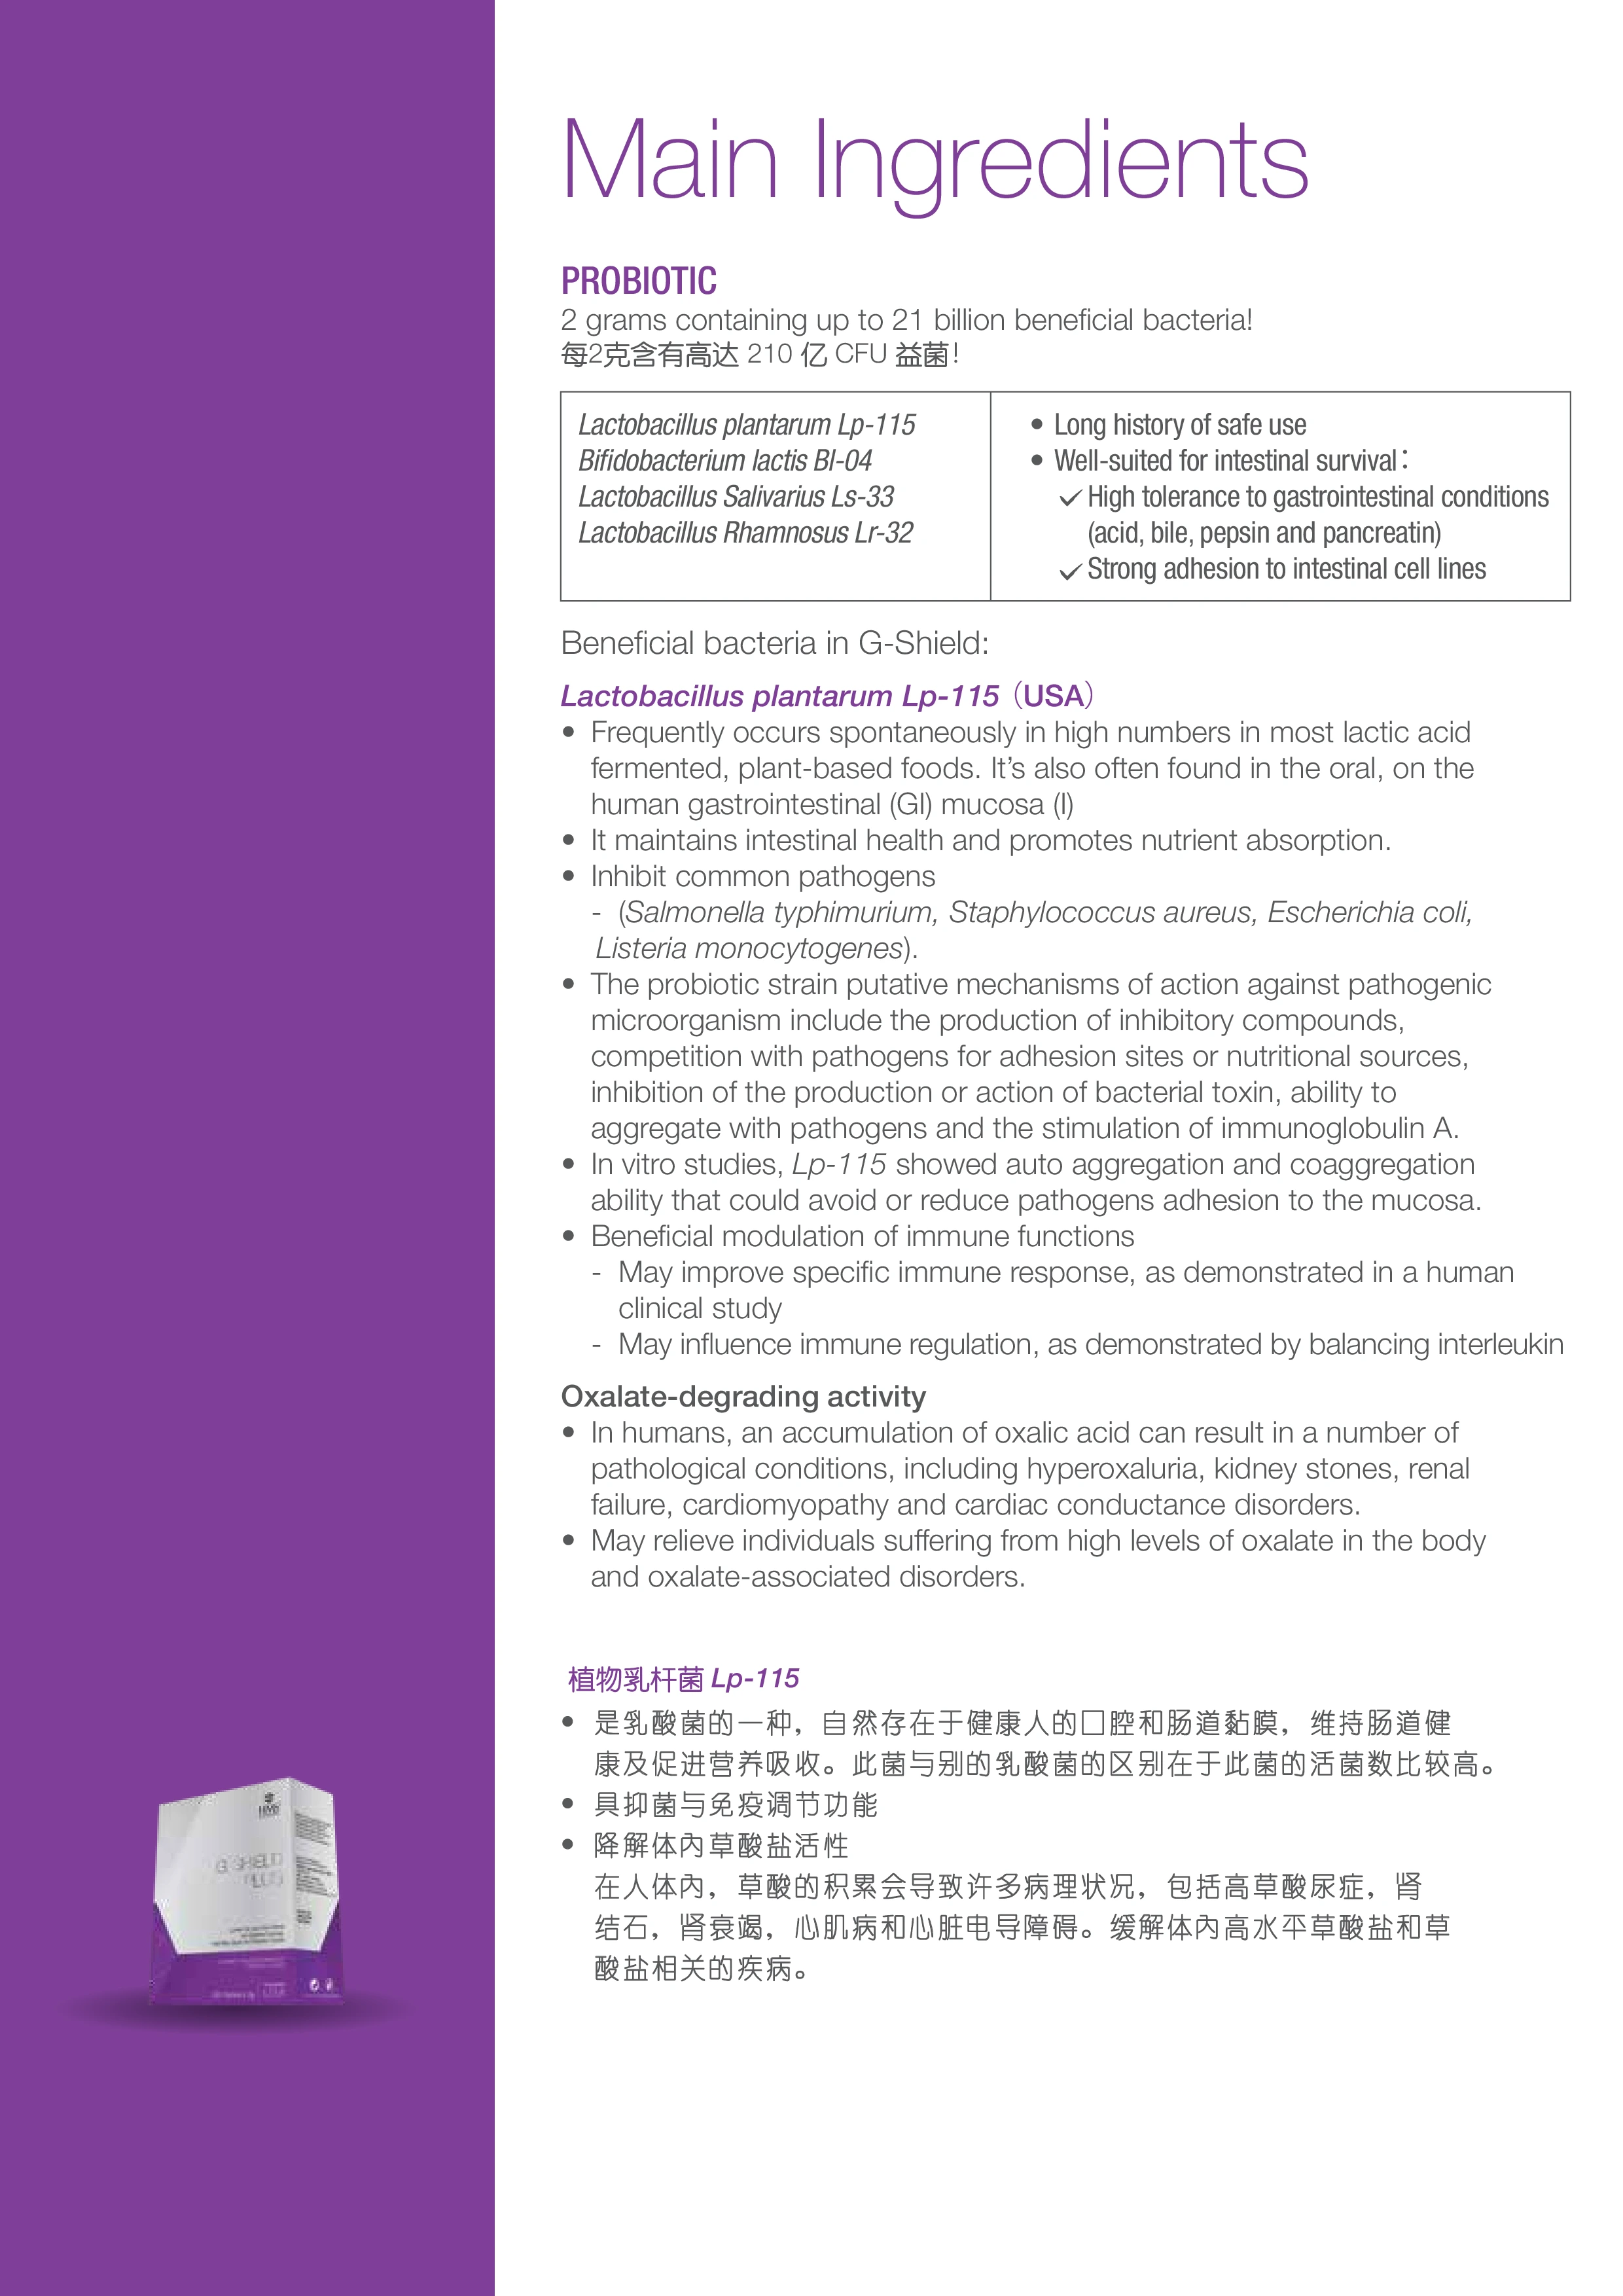 Main Ingredients
PROBIOTIC
2 grams containing up to 21 billion beneficial bacteria!
每2克含有高达 210 亿 CFU 益菌!
Lactobacillus plantarum Lp-115
Bifidobacterium lactis Bl-04
Lactobacillus Salivarius Ls-33
Lactobacillus Rhamnosus Lr-32
• Long history of safe use
• Well-suited for intestinal survival：
✓ High tolerance to gastrointestinal conditions
(acid, bile, pepsin and pancreatin)
✓ Strong adhesion to intestinal cell lines
Beneficial bacteria in G-Shield:
Lactobacillus plantarum Lp-115（USA）
• Frequently occurs spontaneously in high numbers in most lactic acid
fermented, plant-based foods. It’s also often found in the oral, on the
human gastrointestinal (GI) mucosa (I)
• It maintains intestinal health and promotes nutrient absorption.
• Inhibit common pathogens
- (Salmonella typhimurium, Staphylococcus aureus, Escherichia coli,
Listeria monocytogenes).
• The probiotic strain putative mechanisms of action against pathogenic
microorganism include the production of inhibitory compounds,
competition with pathogens for adhesion sites or nutritional sources,
inhibition of the production or action of bacterial toxin, ability to
aggregate with pathogens and the stimulation of immunoglobulin A.
• In vitro studies, Lp-115 showed auto aggregation and coaggregation
ability that could avoid or reduce pathogens adhesion to the mucosa.
• Beneficial modulation of immune functions
- May improve specific immune response, as demonstrated in a human
clinical study
- May influence immune regulation, as demonstrated by balancing interleukin
Oxalate-degrading activity
• In humans, an accumulation of oxalic acid can result in a number of
pathological conditions, including hyperoxaluria, kidney stones, renal
failure, cardiomyopathy and cardiac conductance disorders.
• May relieve individuals suffering from high levels of oxalate in the body
and oxalate-associated disorders.
植物乳杆菌 Lp-115
• 是乳酸菌的一种，自然存在于健康人的口腔和肠道黏膜，维持肠道健
康及促进营养吸收。此菌与别的乳酸菌的区别在于此菌的活菌数比较高。
• 具抑菌与免疫调节功能
• 降解体内草酸盐活性
在人体内，草酸的积累会导致许多病理状况，包括高草酸尿症，肾
结石，肾衰竭，心肌病和心脏电导障碍。缓解体内高水平草酸盐和草
酸盐相关的疾病。
G-SHIELD
PLUS